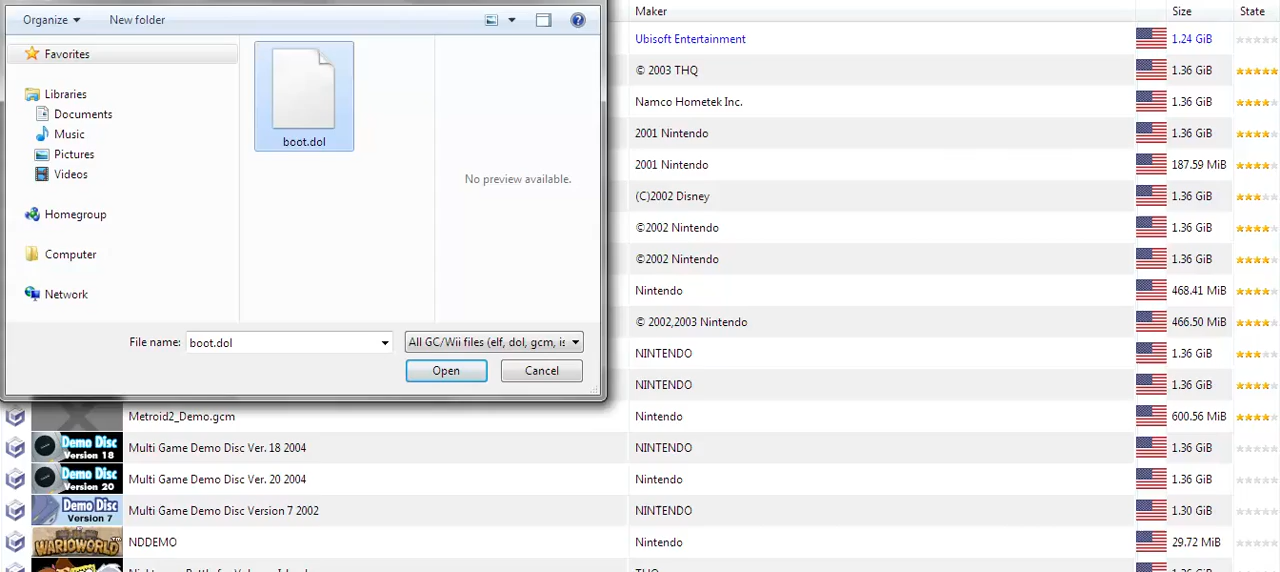 Organize
New folder
Favorites
Libraries
Documents
Music
Pictures
Videos
Homegroup
Computer
Network
boot.dol
No preview available.
File name:
boot.dol
All GC/Wii files (elf, dol, gcm, is
Open
Cancel
Maker
Size
State
Ubisoft Entertainment
1.24 GiB
© 2003 THQ
1.36 GiB
Namco Hometek Inc.
1.36 GiB
2001 Nintendo
1.36 GiB
2001 Nintendo
187.59 MiB
(C)2002 Disney
1.36 GiB
©2002 Nintendo
1.36 GiB
©2002 Nintendo
1.36 GiB
Nintendo
468.41 MiB
© 2002,2003 Nintendo
466.50 MiB
NINTENDO
1.36 GiB
NINTENDO
1.36 GiB
Metroid2_Demo.gcm
Nintendo
600.56 MiB
Demo Disc
Version 18
Multi Game Demo Disc Ver. 18 2004
NINTENDO
1.36 GiB
Demo Disc
Version 20
Multi Game Demo Disc Ver. 20 2004
Nintendo
1.36 GiB
Demo Disc
Version 7
Multi Game Demo Disc Version 7 2002
NINTENDO
1.30 GiB
WARIOWORLD
NDDEMO
Nintendo
29.72 MiB